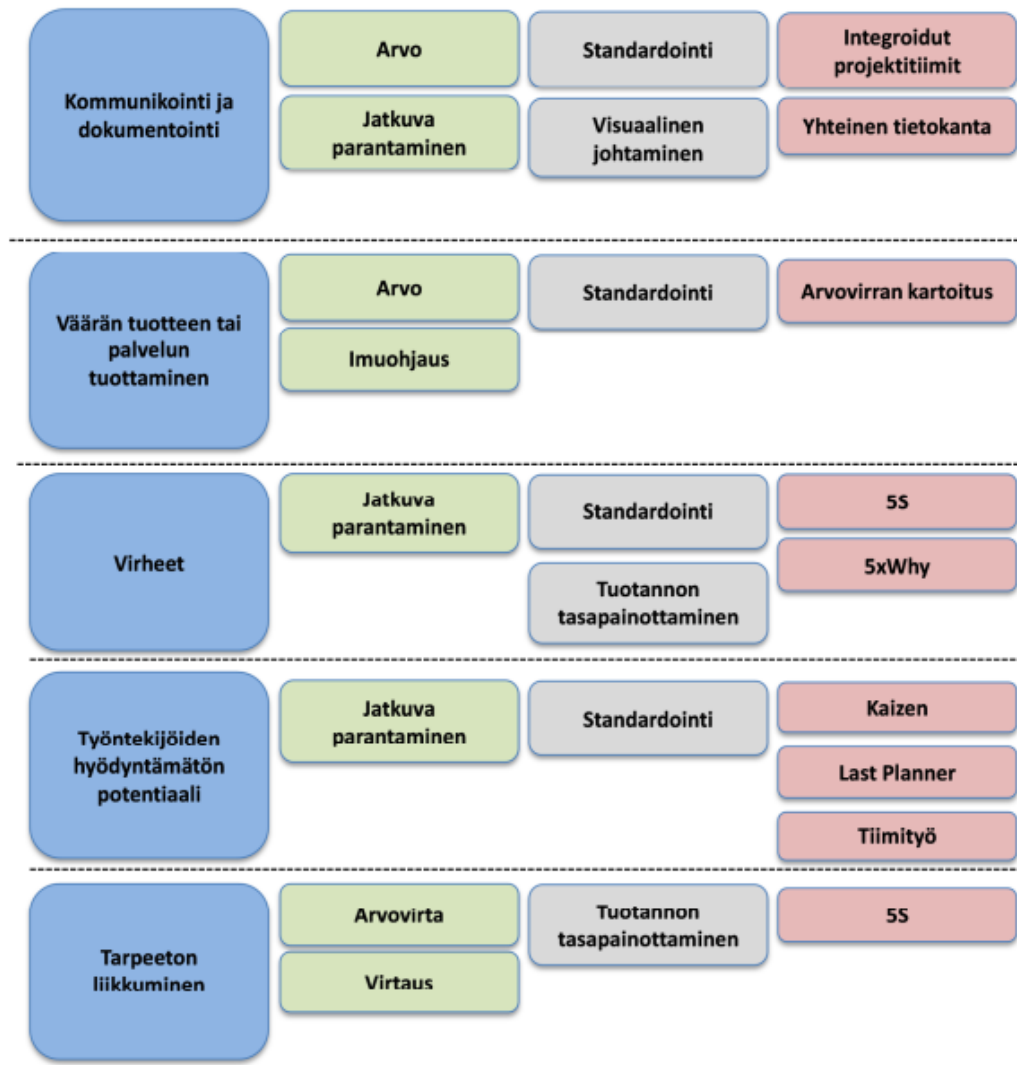 Kommunikointi ja
dokumentointi
Arvo
Jatkuva
parantaminen
Standardointi
Visuaalinen
johtaminen
Integroidut
projektitiimit
Yhteinen tietokanta
Väärän tuotteen tai
palvelun
tuottaminen
Arvo
Imuohjaus
Standardointi
Arvovirran kartoitus
Virheet
Jatkuva
parantaminen
Standardointi
Tuotannon
tasapainottaminen
5S
5xWhy
Työntekijöiden
hyödyntämätön
potentiaali
Jatkuva
parantaminen
Standardointi
Kaizen
Last Planner
Tiimityö
Tarpeeton
liikkuminen
Arvovirta
Virtaus
Tuotannon
tasapainottaminen
5S